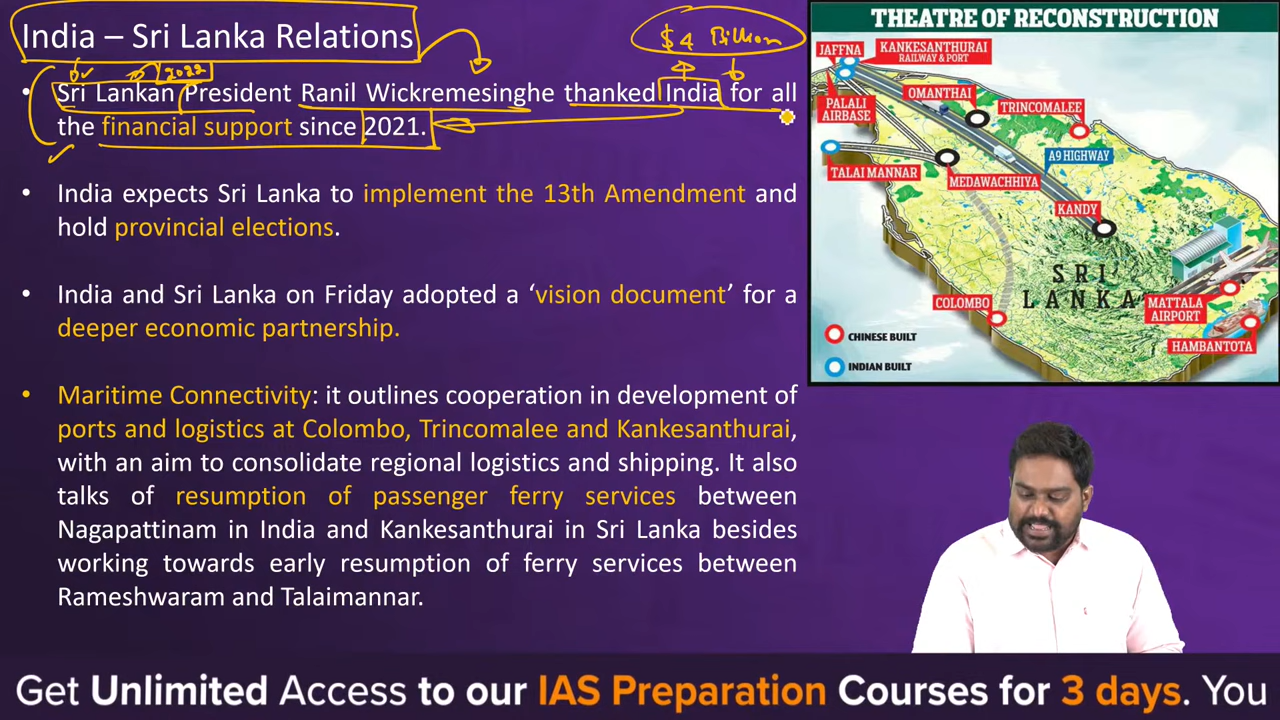 India – Sri Lanka Relations
$4 Billion
2022
• Sri Lankan President Ranil Wickremesinghe thanked India for all
the financial support since 2021.
• India expects Sri Lanka to implement the 13th Amendment and
hold provincial elections.
• India and Sri Lanka on Friday adopted a ‘vision document’ for a
deeper economic partnership.
• Maritime Connectivity: it outlines cooperation in development of
ports and logistics at Colombo, Trincomalee and Kankesanthurai,
with an aim to consolidate regional logistics and shipping. It also
talks of resumption of passenger ferry services between
Nagapattinam in India and Kankesanthurai in Sri Lanka besides
working towards early resumption of ferry services between
Rameshwaram and Talaimannar.
THEATRE OF RECONSTRUCTION
JAFFNA
KANKESANTHURAI
RAILWAY & PORT
OMANTHAI
TRINCOMALEE
PALALI
AIRBASE
A9 HIGHWAY
TALAI MANNAR
MEDAWACHHIYA
KANDY
SRI
LANKA
COLOMBO
MATTALA
AIRPORT
HAMBANTOTA
CHINESE BUILT
INDIAN BUILT
Get Unlimited Access to our IAS Preparation Courses for 3 days. You